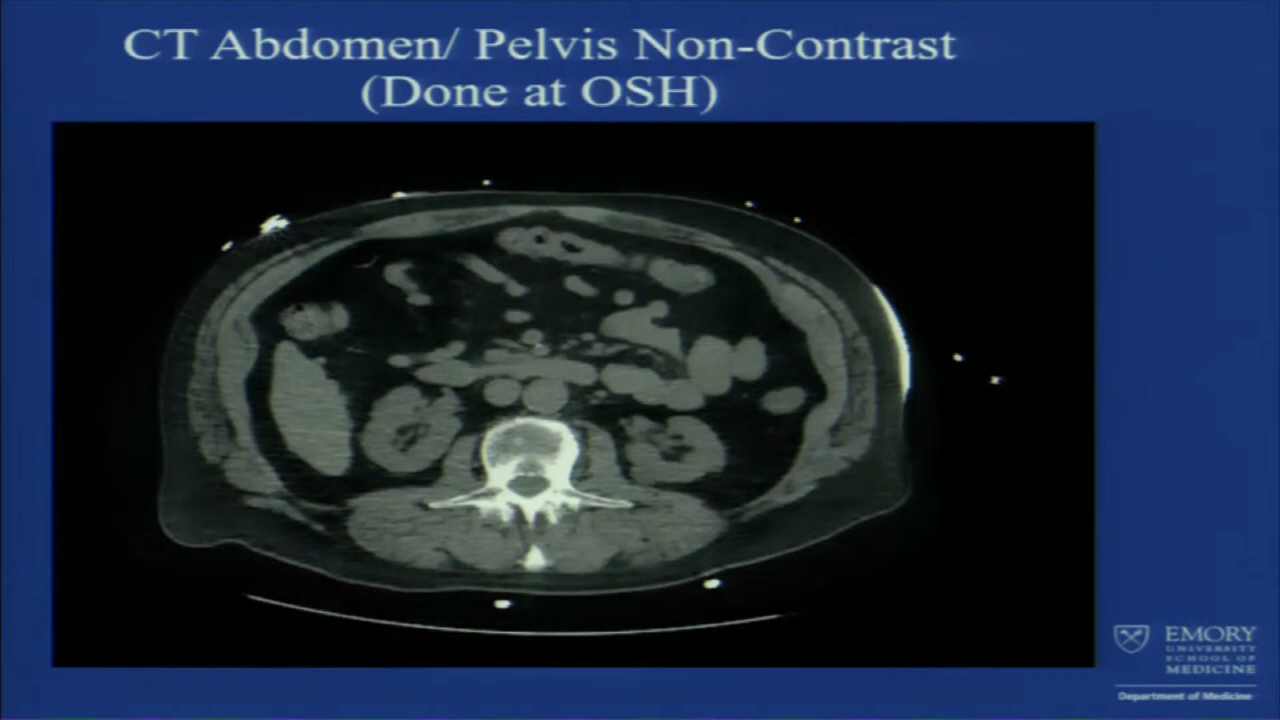 CT Abdomen/ Pelvis Non-Contrast
(Done at OSH)
EMORY
UNIVERSITY
SCHOOL OF
MEDICINE
Department of Medicine